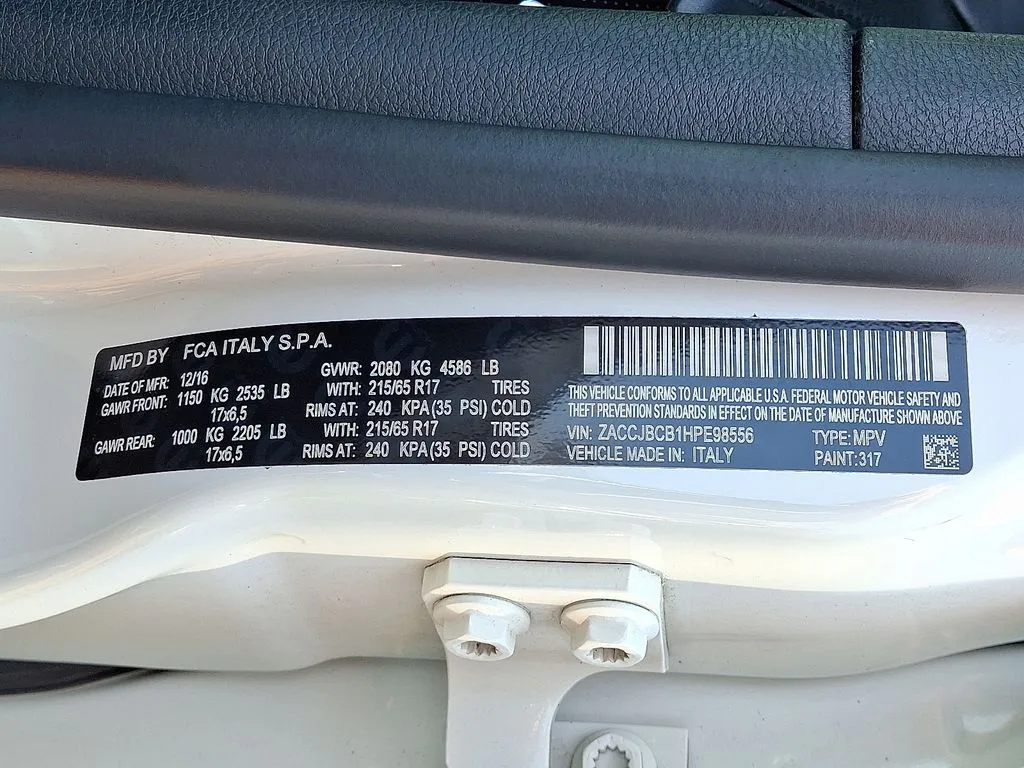 MFD BY FCA ITALY S.P.A.
DATE OF MFR: 12/16 GVWR: 2080 KG 4586 LB
GAWR FRONT: 1150 KG 2535 LB WITH: 215/65 R17 TIRES
17x6,5 RIMS AT: 240 KPA(35 PSI) COLD
GAWR REAR: 1000 KG 2205 LB WITH: 215/65 R17 TIRES
17x6,5 RIMS AT: 240 KPA(35 PSI) COLD
THIS VEHICLE CONFORMS TO ALL APPLICABLE U.S.A. FEDERAL MOTOR VEHICLE SAFETY AND
THEFT PREVENTION STANDARDS IN EFFECT ON THE DATE OF MANUFACTURE SHOWN ABOVE
VIN: ZACCJBCB1HPE98556 TYPE: MPV
VEHICLE MADE IN: ITALY PAINT: 317